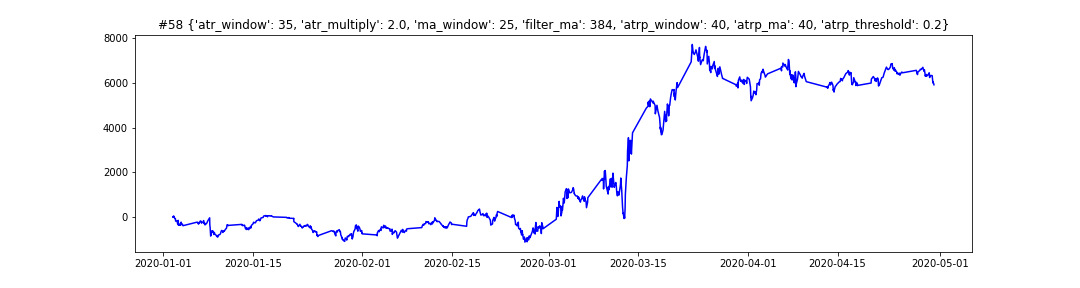 #58 {'atr_window': 35, 'atr_multiply': 2.0, 'ma_window': 25, 'filter_ma': 384, 'atrp_window': 40, 'atrp_ma': 40, 'atrp_threshold': 0.2}
8000
6000
4000
2000
0
2020-01-01 2020-01-15 2020-02-01 2020-02-15 2020-03-01 2020-03-15 2020-04-01 2020-04-15 2020-05-01